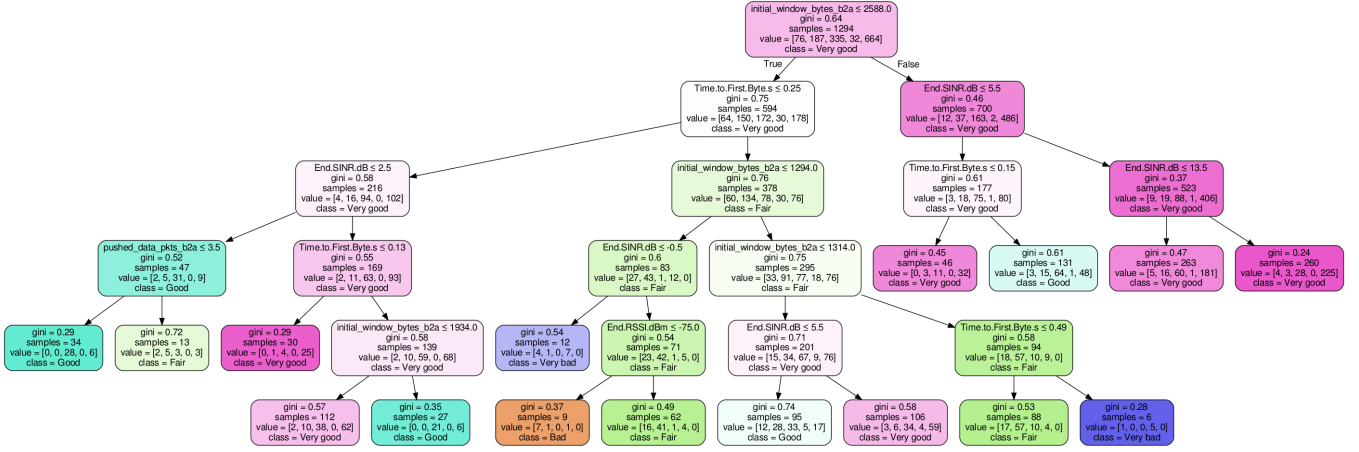 initial_window_bytes_b2a ≤ 2588.0
gini = 0.64
samples = 1294
value = [76, 187, 335, 32, 664]
class = Very good
True
False
Time.to.First.Byte.s ≤ 0.25
gini = 0.75
samples = 594
value = [64, 150, 172, 30, 178]
class = Very good
End.SINR.dB ≤ 5.5
gini = 0.46
samples = 700
value = [12, 37, 163, 2, 486]
class = Very good
End.SINR.dB ≤ 2.5
gini = 0.58
samples = 216
value = [4, 16, 94, 0, 102]
class = Very good
initial_window_bytes_b2a ≤ 1294.0
gini = 0.76
samples = 378
value = [60, 134, 78, 30, 76]
class = Fair
Time.to.First.Byte.s ≤ 0.15
gini = 0.61
samples = 177
value = [3, 18, 75, 1, 80]
class = Very good
End.SINR.dB ≤ 13.5
gini = 0.37
samples = 523
value = [9, 19, 88, 1, 406]
class = Very good
pushed_data_pkts_b2a ≤ 3.5
gini = 0.52
samples = 47
value = [2, 5, 31, 0, 9]
class = Good
Time.to.First.Byte.s ≤ 0.13
gini = 0.55
samples = 169
value = [2, 11, 63, 0, 93]
class = Very good
End.SINR.dB ≤ -0.5
gini = 0.6
samples = 83
value = [27, 43, 1, 12, 0]
class = Fair
initial_window_bytes_b2a ≤ 1314.0
gini = 0.75
samples = 295
value = [33, 91, 77, 18, 76]
class = Fair
gini = 0.45
samples = 46
value = [0, 3, 11, 0, 32]
class = Very good
gini = 0.61
samples = 131
value = [3, 15, 64, 1, 48]
class = Good
gini = 0.47
samples = 263
value = [5, 16, 60, 1, 181]
class = Very good
gini = 0.24
samples = 260
value = [4, 3, 28, 0, 225]
class = Very good
gini = 0.29
samples = 34
value = [0, 0, 28, 0, 6]
class = Good
gini = 0.72
samples = 13
value = [2, 5, 3, 0, 3]
class = Fair
gini = 0.29
samples = 30
value = [0, 1, 4, 0, 25]
class = Very good
initial_window_bytes_b2a ≤ 1934.0
gini = 0.58
samples = 139
value = [2, 10, 59, 0, 68]
class = Very good
gini = 0.54
samples = 12
value = [4, 1, 0, 7, 0]
class = Very bad
End.RSSI.dBm ≤ -75.0
gini = 0.54
samples = 71
value = [23, 42, 1, 5, 0]
class = Fair
End.SINR.dB ≤ 5.5
gini = 0.71
samples = 201
value = [15, 34, 67, 9, 76]
class = Very good
Time.to.First.Byte.s ≤ 0.49
gini = 0.58
samples = 94
value = [18, 57, 10, 9, 0]
class = Fair
gini = 0.57
samples = 112
value = [2, 10, 38, 0, 62]
class = Very good
gini = 0.35
samples = 27
value = [0, 0, 21, 0, 6]
class = Good
gini = 0.37
samples = 9
value = [7, 1, 0, 1, 0]
class = Bad
gini = 0.49
samples = 62
value = [16, 41, 1, 4, 0]
class = Fair
gini = 0.74
samples = 95
value = [12, 28, 33, 5, 17]
class = Good
gini = 0.58
samples = 106
value = [3, 6, 34, 4, 59]
class = Very good
gini = 0.53
samples = 88
value = [17, 57, 10, 4, 0]
class = Fair
gini = 0.28
samples = 6
value = [1, 0, 0, 5, 0]
class = Very bad